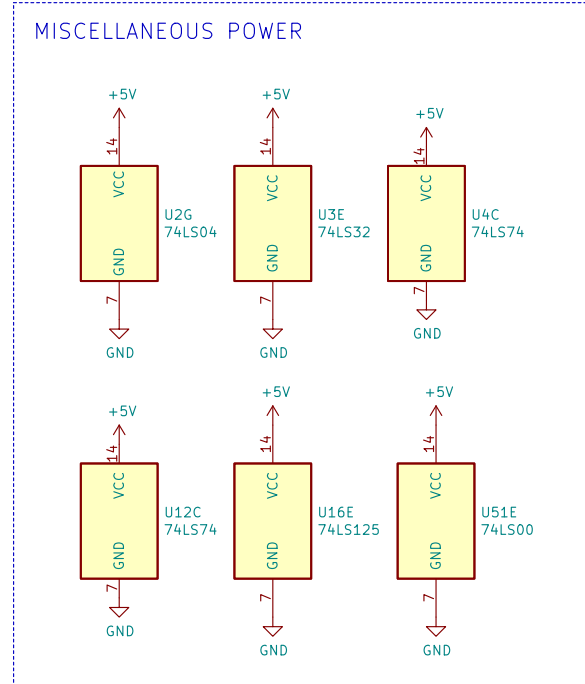 MISCELLANEOUS POWER
+5V
14
VCC
GND
7
GND
U2G
74LS04
+5V
14
VCC
GND
7
GND
U3E
74LS32
+5V
14
VCC
GND
7
GND
U4C
74LS74
+5V
14
VCC
GND
7
GND
U12C
74LS74
+5V
14
VCC
GND
7
GND
U16E
74LS125
+5V
14
VCC
GND
7
GND
U51E
74LS00